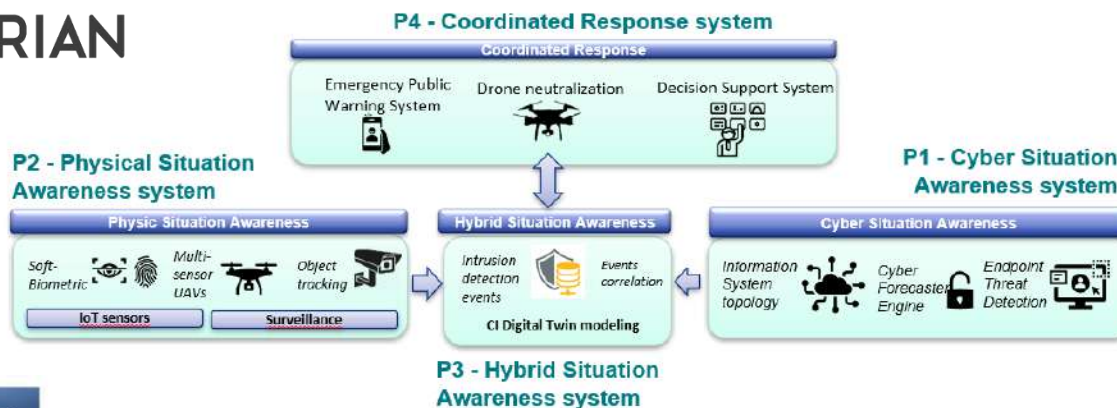 RIAN
P4 - Coordinated Response system
Coordinated Response
Emergency Public
Warning System
Drone neutralization
Decision Support System
P2 - Physical Situation
Awareness system
P1 - Cyber Situation
Awareness system
Physic Situation Awareness
Soft-
Biometric
Multi-
sensor
UAVs
Object
tracking
IoT sensors
Surveillance
Hybrid Situation Awareness
Intrusion
detection
events
Events
correlation
CI Digital Twin modeling
Cyber Situation Awareness
Information
System
topology
Cyber
Forecaster
Engine
Endpoint
Threat
Detection
P3 - Hybrid Situation
Awareness system